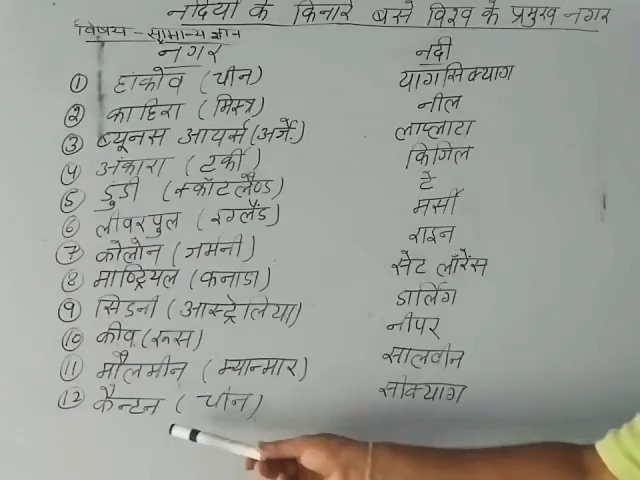 नदियों के किनारे बसे विश्व के प्रमुख नगर
विषय - सामान्य ज्ञान
नगर नदी
① हांकोव (चीन) यांगसिक्यांग
② काहिरा (मिस्त्र) नील
③ ब्यूनस आयर्स (अर्जे.) लाप्लाटा
④ अंकारा (टर्की) किजिल
⑤ डुंडी (स्कॉटलैण्ड) टे
⑥ लीवरपुल (इंग्लैंड) मर्सी
⑦ कोलोन (जर्मनी) राइन
⑧ माण्ट्रियल (कनाडा) सेंट लॉरेंस
⑨ सिडनी (आस्ट्रेलिया) डार्लिंग
⑩ कीव (रूस) नीपर
⑪ मौलमीन (म्यान्मार) सालवीन
⑫ कैन्टन (चीन) सीक्यांग